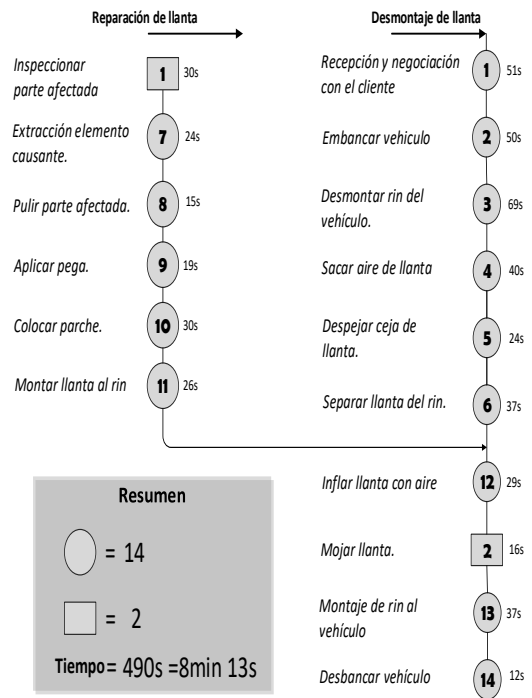 Reparación de llanta
Inspeccionar
parte afectada
1 30s
Extracción elemento
causante.
7 24s
Pulir parte afectada.
8 15s
Aplicar pega.
9 19s
Colocar parche.
10 30s
Montar llanta al rin
11 26s
Desmontaje de llanta
Recepción y negociación
con el cliente
1 51s
Embancar vehiculo
2 50s
Desmontar rin del
vehículo.
3 69s
Sacar aire de llanta
4 40s
Despejar ceja de
llanta.
5 24s
Separar llanta del rin.
6 37s
Inflar llanta con aire
12 29s
Mojar llanta.
2 16s
Montaje de rin al
vehículo
13 37s
Desbancar vehículo
14 12s
Resumen
= 14
= 2
Tiempo= 490s =8min 13s